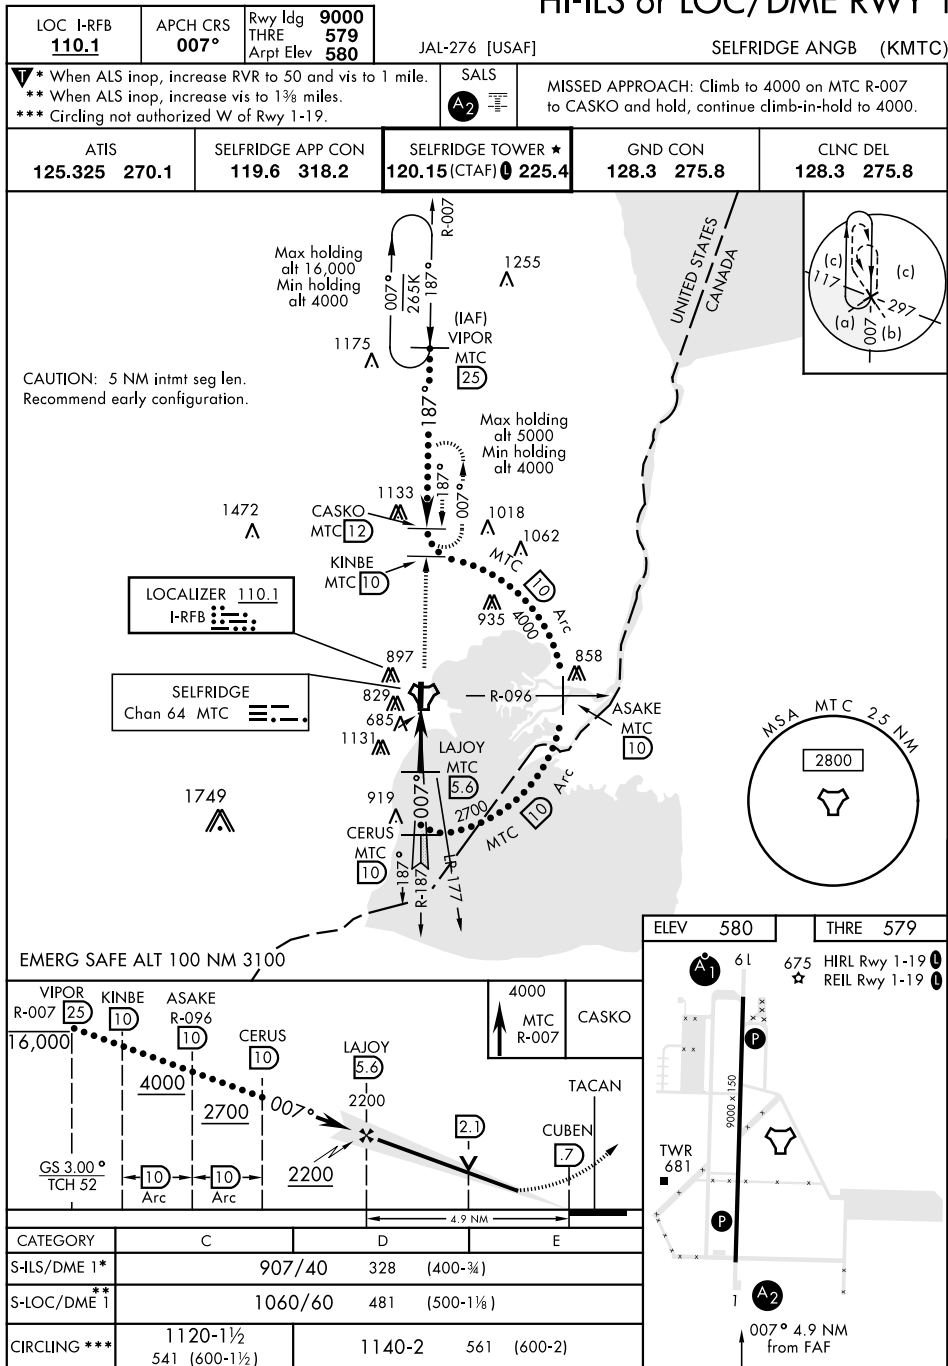 HI-ILS or LOC/DME RWY 1
LOC I-RFB
110.1
APCH CRS
007°
Rwy ldg 9000
THRE 579
Arpt Elev 580
JAL-276 [USAF]
SELFRIDGE ANGB (KMTC)
T * When ALS inop, increase RVR to 50 and vis to 1 mile.
** When ALS inop, increase vis to 1⅜ miles.
*** Circling not authorized W of Rwy 1-19.
SALS
A2
MISSED APPROACH: Climb to 4000 on MTC R-007
to CASKO and hold, continue climb-in-hold to 4000.
ATIS
125.325 270.1
SELFRIDGE APP CON
119.6 318.2
SELFRIDGE TOWER ★
120.15 (CTAF) L 225.4
GND CON
128.3 275.8
CLNC DEL
128.3 275.8
R-007
Max holding
alt 16,000
Min holding
alt 4000
007°
265K
187°
1255
(IAF)
VIPOR
MTC
25
1175
UNITED STATES
CANADA
(c)
(c)
117
297
(a)
(b)
007
CAUTION: 5 NM intmt seg len.
Recommend early configuration.
187°
Max holding
alt 5000
Min holding
alt 4000
187°
007°
1133
1472
CASKO
MTC 12
1018
1062
KINBE
MTC 10
MTC 10 Arc
4000
LOCALIZER 110.1
I-RFB
935
897
858
SELFRIDGE
Chan 64 MTC
829
685
R-096
ASAKE
MTC
10
1131
LAJOY
MTC
5.6
MSA MTC 25 NM
2800
1749
919
007°
2700
MTC 10 Arc
CERUS
MTC
10
187°
R-187
LR-177
EMERG SAFE ALT 100 NM 3100
ELEV 580
THRE 579
A1
19
675
HIRL Rwy 1-19 L
REIL Rwy 1-19 L
P
9000 x 150
TWR
681
P
1
A2
007° 4.9 NM
from FAF
VIPOR
R-007 25
16,000
KINBE
10
ASAKE
R-096
10
CERUS
10
4000
2700
007°
LAJOY
5.6
2200
2200
4000
MTC
R-007
CASKO
TACAN
2.1
CUBEN
.7
GS 3.00°
TCH 52
10
Arc
10
Arc
4.9 NM
CATEGORY C D E
S-ILS/DME 1* 907/40 328 (400-¾)
S-LOC/DME 1** 1060/60 481 (500-1⅛)
CIRCLING *** 1120-1½ 541 (600-1½) 1140-2 561 (600-2)